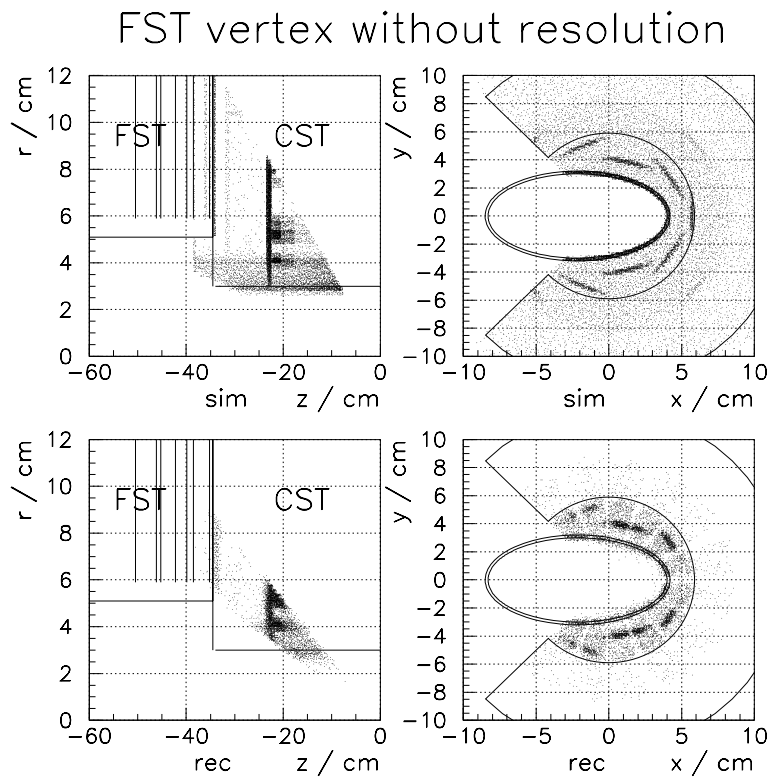 FST vertex without resolution
r / cm
12
10
8
6
4
2
0
FST
CST
−60 −40 −20 0
sim z / cm
y / cm
10
8
6
4
2
0
−2
−4
−6
−8
−10
−10 −5 0 5 10
sim x / cm
r / cm
12
10
8
6
4
2
0
FST
CST
−60 −40 −20 0
rec z / cm
y / cm
10
8
6
4
2
0
−2
−4
−6
−8
−10
−10 −5 0 5 10
rec x / cm